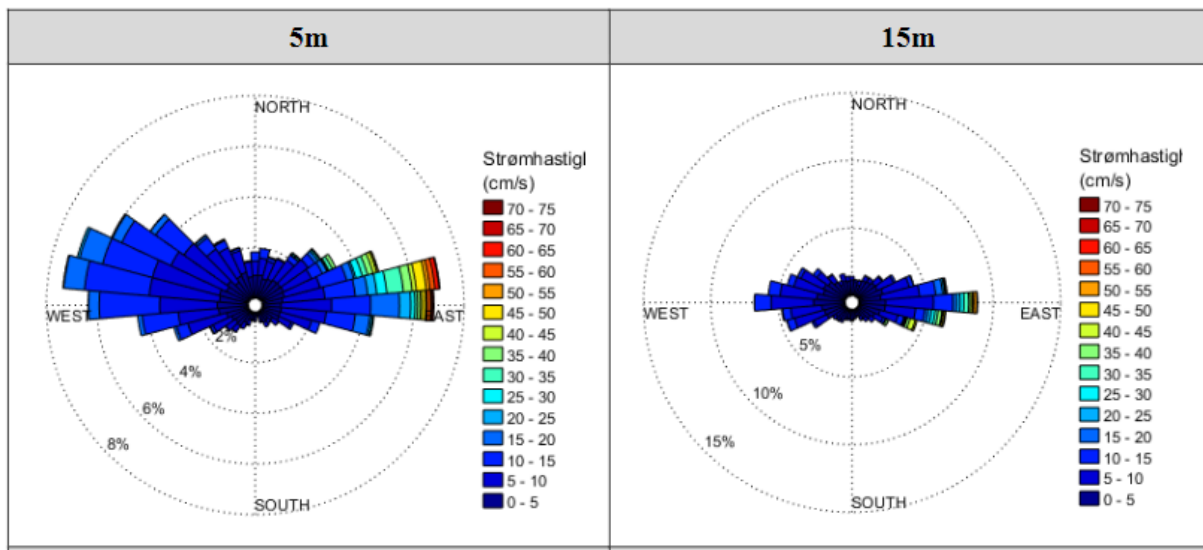 5m
15m
NORTH
WEST
EAST
SOUTH
2%
4%
6%
8%
Strømhastigh
(cm/s)
70 - 75
65 - 70
60 - 65
55 - 60
50 - 55
45 - 50
40 - 45
35 - 40
30 - 35
25 - 30
20 - 25
15 - 20
10 - 15
5 - 10
0 - 5
NORTH
WEST
EAST
SOUTH
5%
10%
15%
Strømhastigh
(cm/s)
70 - 75
65 - 70
60 - 65
55 - 60
50 - 55
45 - 50
40 - 45
35 - 40
30 - 35
25 - 30
20 - 25
15 - 20
10 - 15
5 - 10
0 - 5